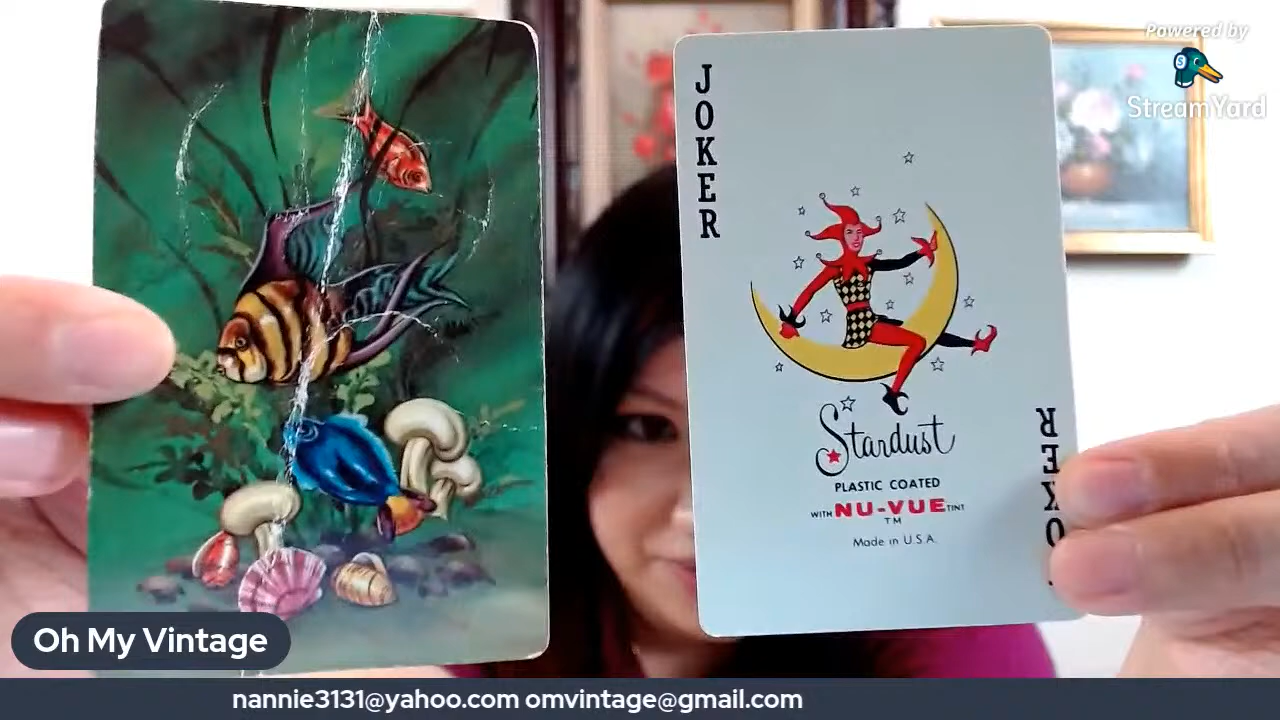 Powered by
StreamYard
JOKER
Stardust
PLASTIC COATED
WITH NU-VUE TINT
TM
Made in U.S.A.
JOKER
Oh My Vintage
nannie3131@yahoo.com omvintage@gmail.com